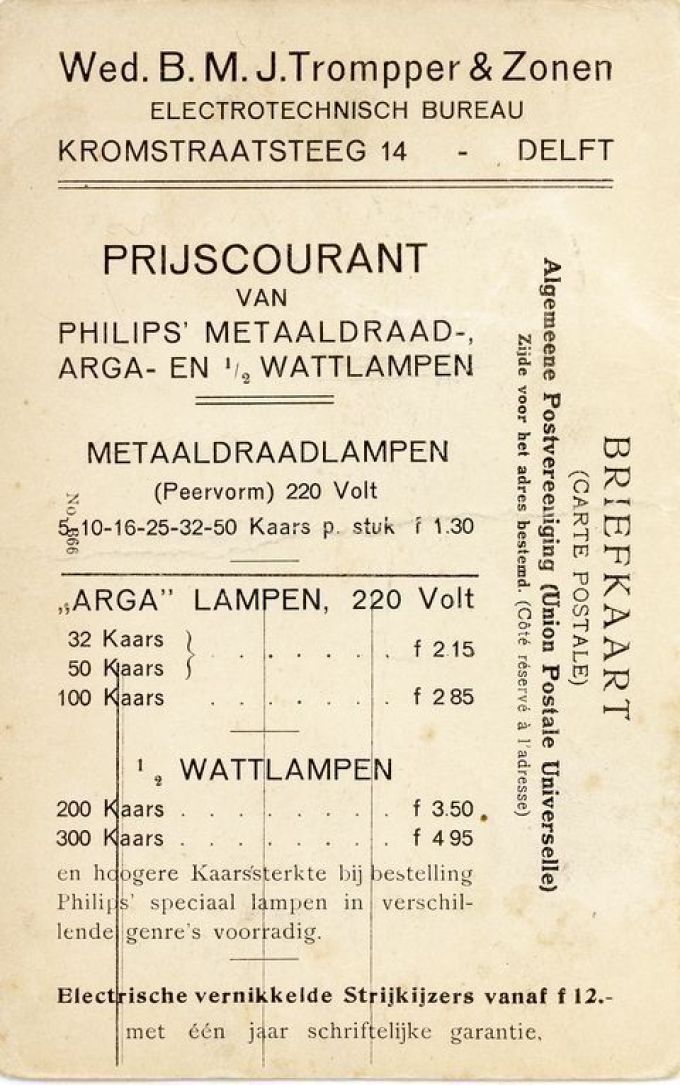 Wed. B. M. J. Trompper & Zonen
ELECTROTECHNISCH BUREAU
KROMSTRAATSTEEG 14 - DELFT
PRIJSCOURANT
VAN
PHILIPS' METAALDRAAD-,
ARGA- EN 1/2 WATTLAMPEN
METAALDRAADLAMPEN
(Peervorm) 220 Volt
5-10-16-25-32-50 Kaars p. stuk f 1.30
„ARGA" LAMPEN, 220 Volt
32 Kaars
50 Kaars } . . . . . . f 2 15
100 Kaars . . . . . . . f 2 85
1/2 WATTLAMPEN
200 Kaars . . . . . . . . f 3.50
300 Kaars . . . . . . . . f 4 95
en hoogere Kaars'sterkte bij bestelling
Philips' speciaal lampen in verschil-
lende genre's voorradig.
Electrische vernikkelde Strijkijzers vanaf f 12.-
met één jaar schriftelijke garantie.
BRIEFKAART
(CARTE POSTALE)
Algemeene Postvereeniging (Union Postale Universelle)
Zijde voor het adres bestemd. (Côté réservé à l'adresse)